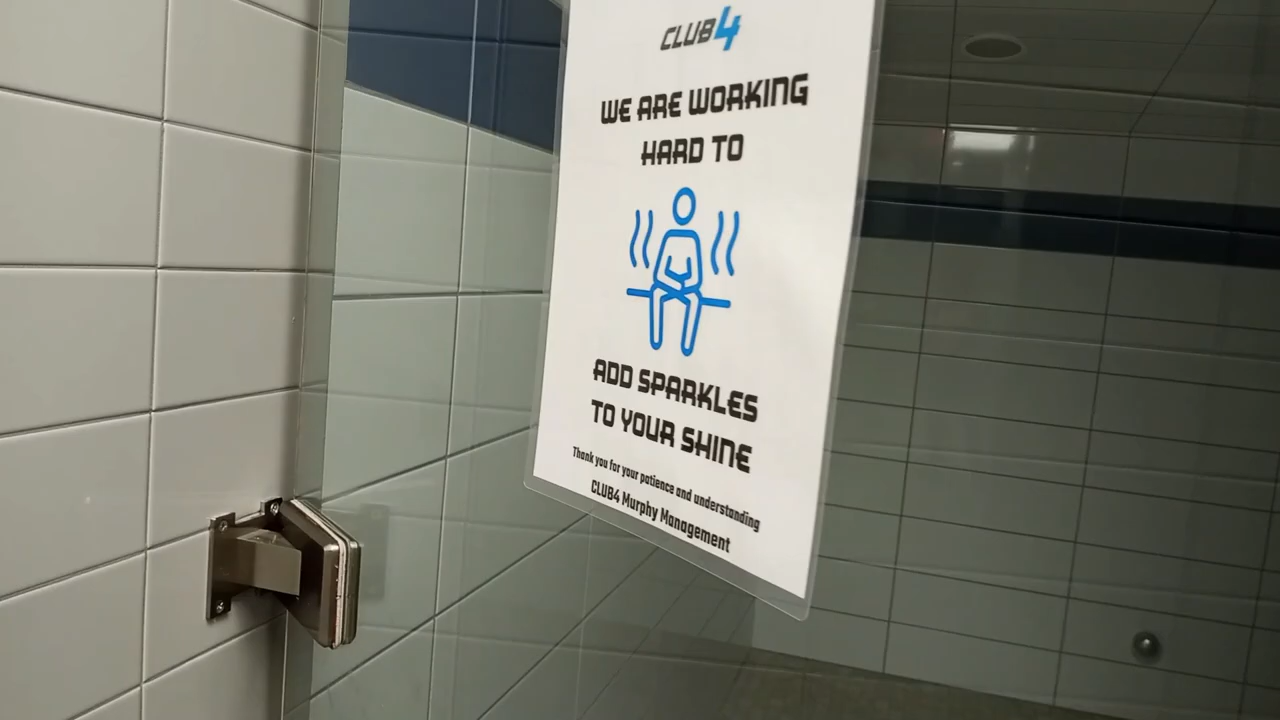 CLUB4
WE ARE WORKING
HARD TO
ADD SPARKLES
TO YOUR SHINE
Thank you for your patience and understanding
CLUB4 Murphy Management